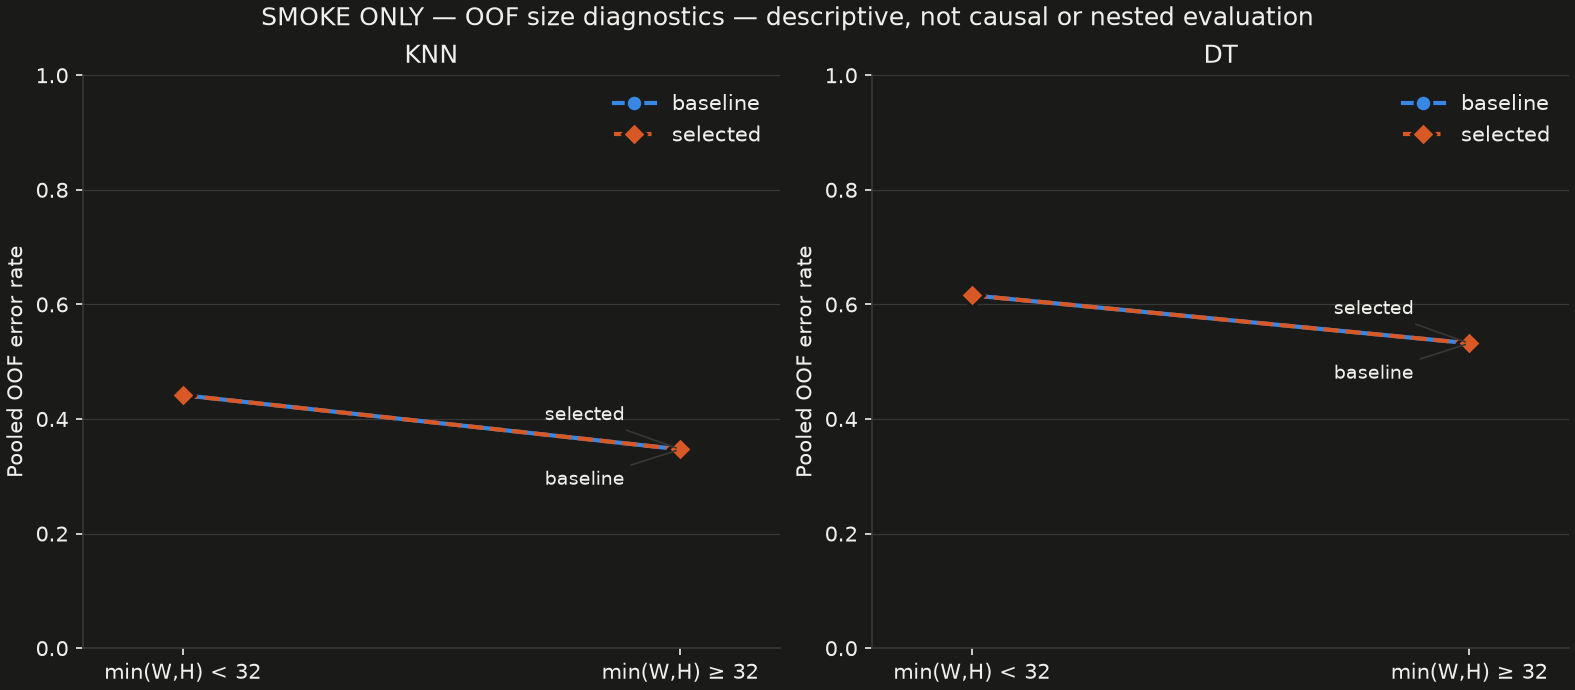 SMOKE ONLY — OOF size diagnostics — descriptive, not causal or nested evaluation
KNN
Pooled OOF error rate
1.0
0.8
0.6
0.4
0.2
0.0
baseline
selected
selected
baseline
min(W,H) < 32
min(W,H) ≥ 32
DT
Pooled OOF error rate
1.0
0.8
0.6
0.4
0.2
0.0
baseline
selected
selected
baseline
min(W,H) < 32
min(W,H) ≥ 32